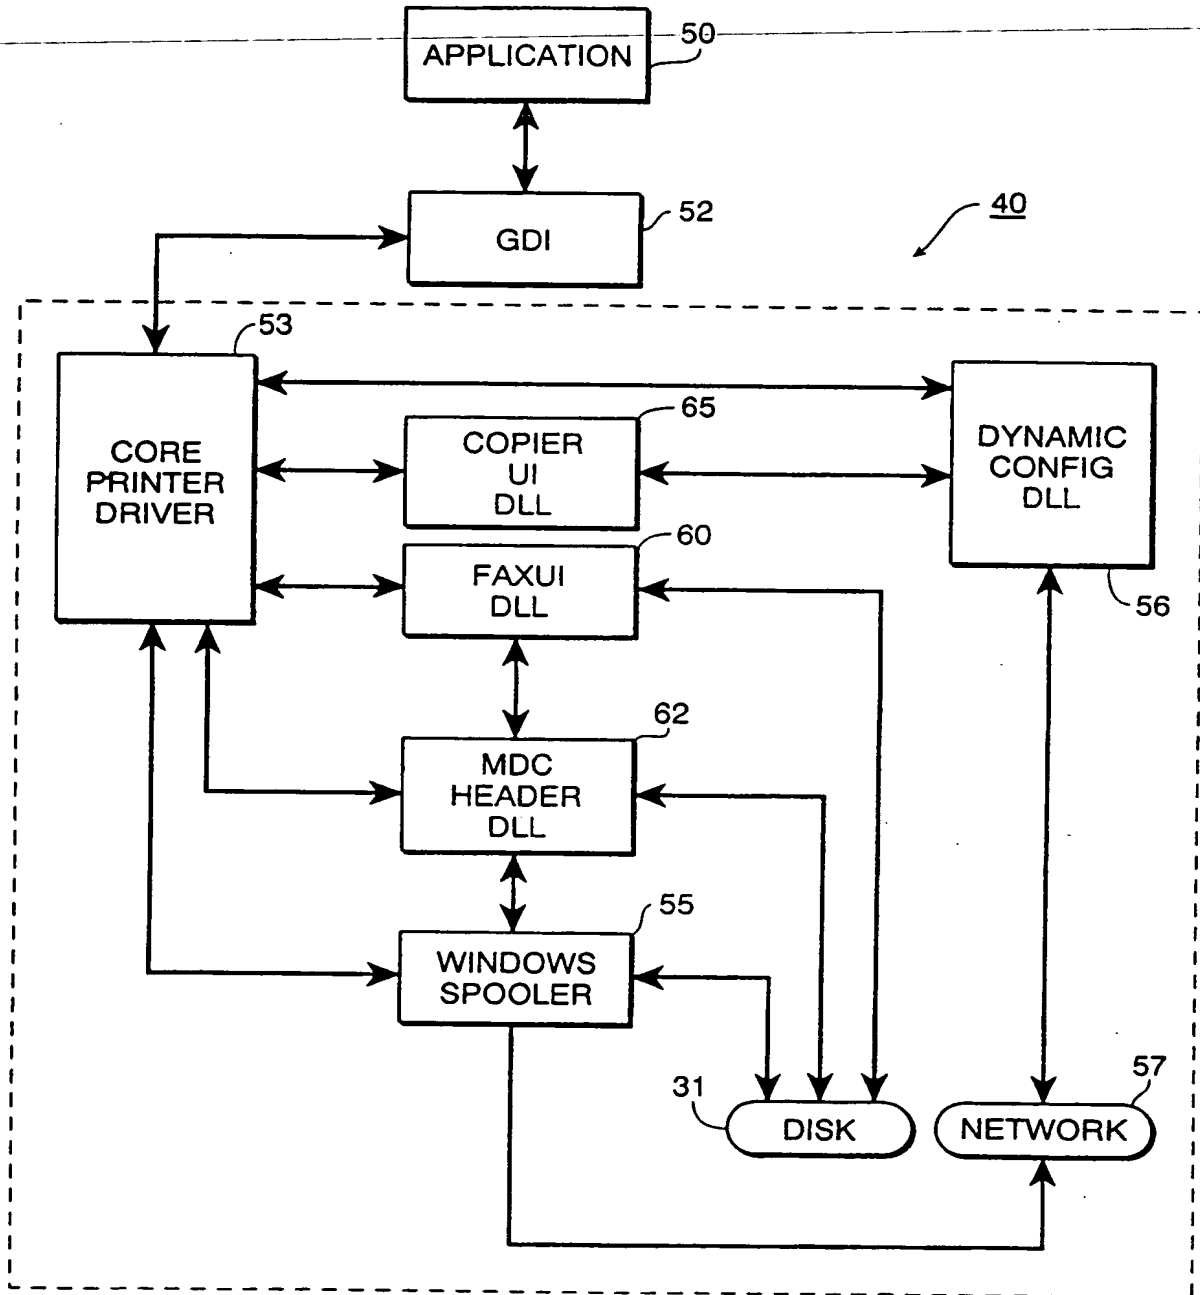 50
APPLICATION
52
GDI
40
53
CORE
PRINTER
DRIVER
65
COPIER
UI
DLL
DYNAMIC
CONFIG
DLL
60
FAXUI
DLL
56
62
MDC
HEADER
DLL
55
WINDOWS
SPOOLER
31
DISK
57
NETWORK